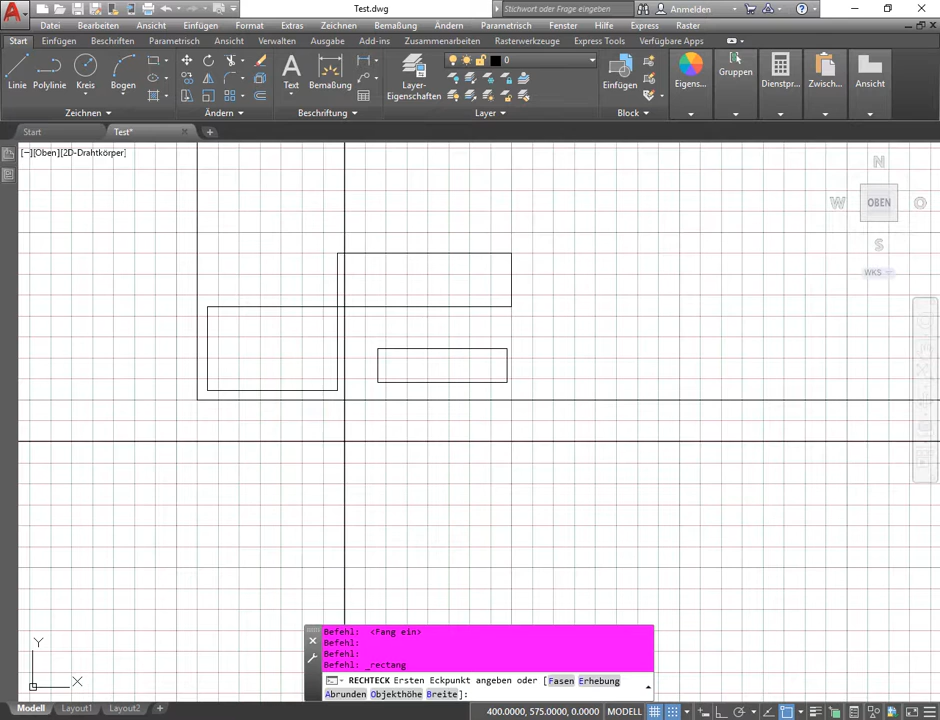 Test.dwg
Stichwort oder Frage eingeben
Anmelden
Datei Bearbeiten Ansicht Einfügen Format Extras Zeichnen Bemaßung Ändern Parametrisch Fenster Hilfe Express Raster
Start Einfügen Beschriften Parametrisch Ansicht Verwalten Ausgabe Add-ins Zusammenarbeiten Rasterwerkzeuge Express Tools Verfügbare Apps
Linie Polylinie Kreis Bogen Text Bemaßung Layer-Eigenschaften 0 Einfügen Eigens... Gruppen Dienstpr... Zwisch... Ansicht
Zeichnen Ändern Beschriftung Layer Block
Start Test*
[−][Oben][2D-Drahtkörper]
N
W OBEN O
S
WKS
Y
X
Befehl: <Fang ein>
Befehl:
Befehl:
Befehl: _rectang
RECHTECK Ersten Eckpunkt angeben oder [Fasen Erhebung
Abrunden Objekthöhe Breite]:
Modell Layout1 Layout2 +
400.0000, 575.0000, 0.0000 MODELL